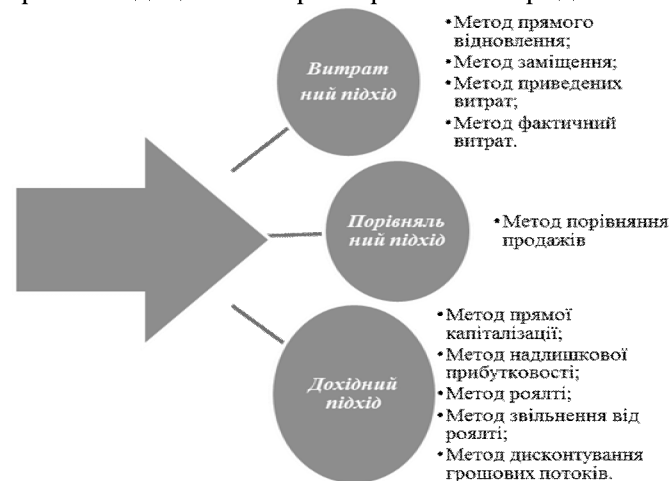 Витрат
ний підхід
•Метод прямого
відновлення;
•Метод заміщення;
•Метод приведених
витрат;
•Метод фактичний
витрат.
Порівняль
ний підхід
•Метод порівняння
продажів
Дохідний
підхід
•Метод прямої
капіталізації;
•Метод надлишкової
прибутковості;
•Метод роялті;
•Метод звільнення від
роялті;
•Метод дисконтування
грошових потоків.